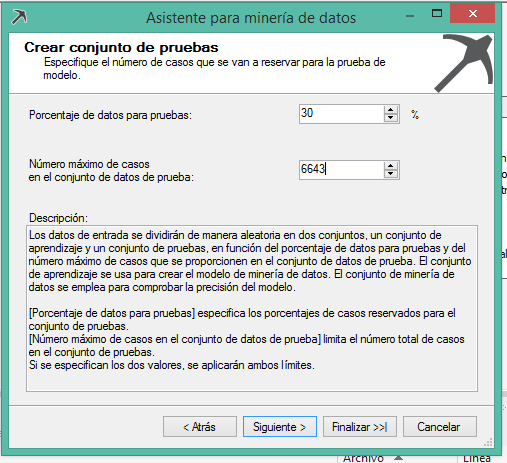 Asistente para minería de datos
Crear conjunto de pruebas
Especifique el número de casos que se van a reservar para la prueba de
modelo.
Porcentaje de datos para pruebas: 30 %
Número máximo de casos
en el conjunto de datos de prueba: 6643
Descripción:
Los datos de entrada se dividirán de manera aleatoria en dos conjuntos, un conjunto de
aprendizaje y un conjunto de pruebas, en función del porcentaje de datos para pruebas y del
número máximo de casos que se proporcionen en el conjunto de datos de prueba. El conjunto
de aprendizaje se usa para crear el modelo de minería de datos. El conjunto de minería de
datos se emplea para comprobar la precisión del modelo.
[Porcentaje de datos para pruebas] especifica los porcentajes de casos reservados para el
conjunto de pruebas.
[Número máximo de casos en el conjunto de datos de prueba] limita el número total de casos
en el conjunto de pruebas.
Si se especifican los dos valores, se aplicarán ambos límites.
< Atrás Siguiente > Finalizar >>| Cancelar
Archivo Línea